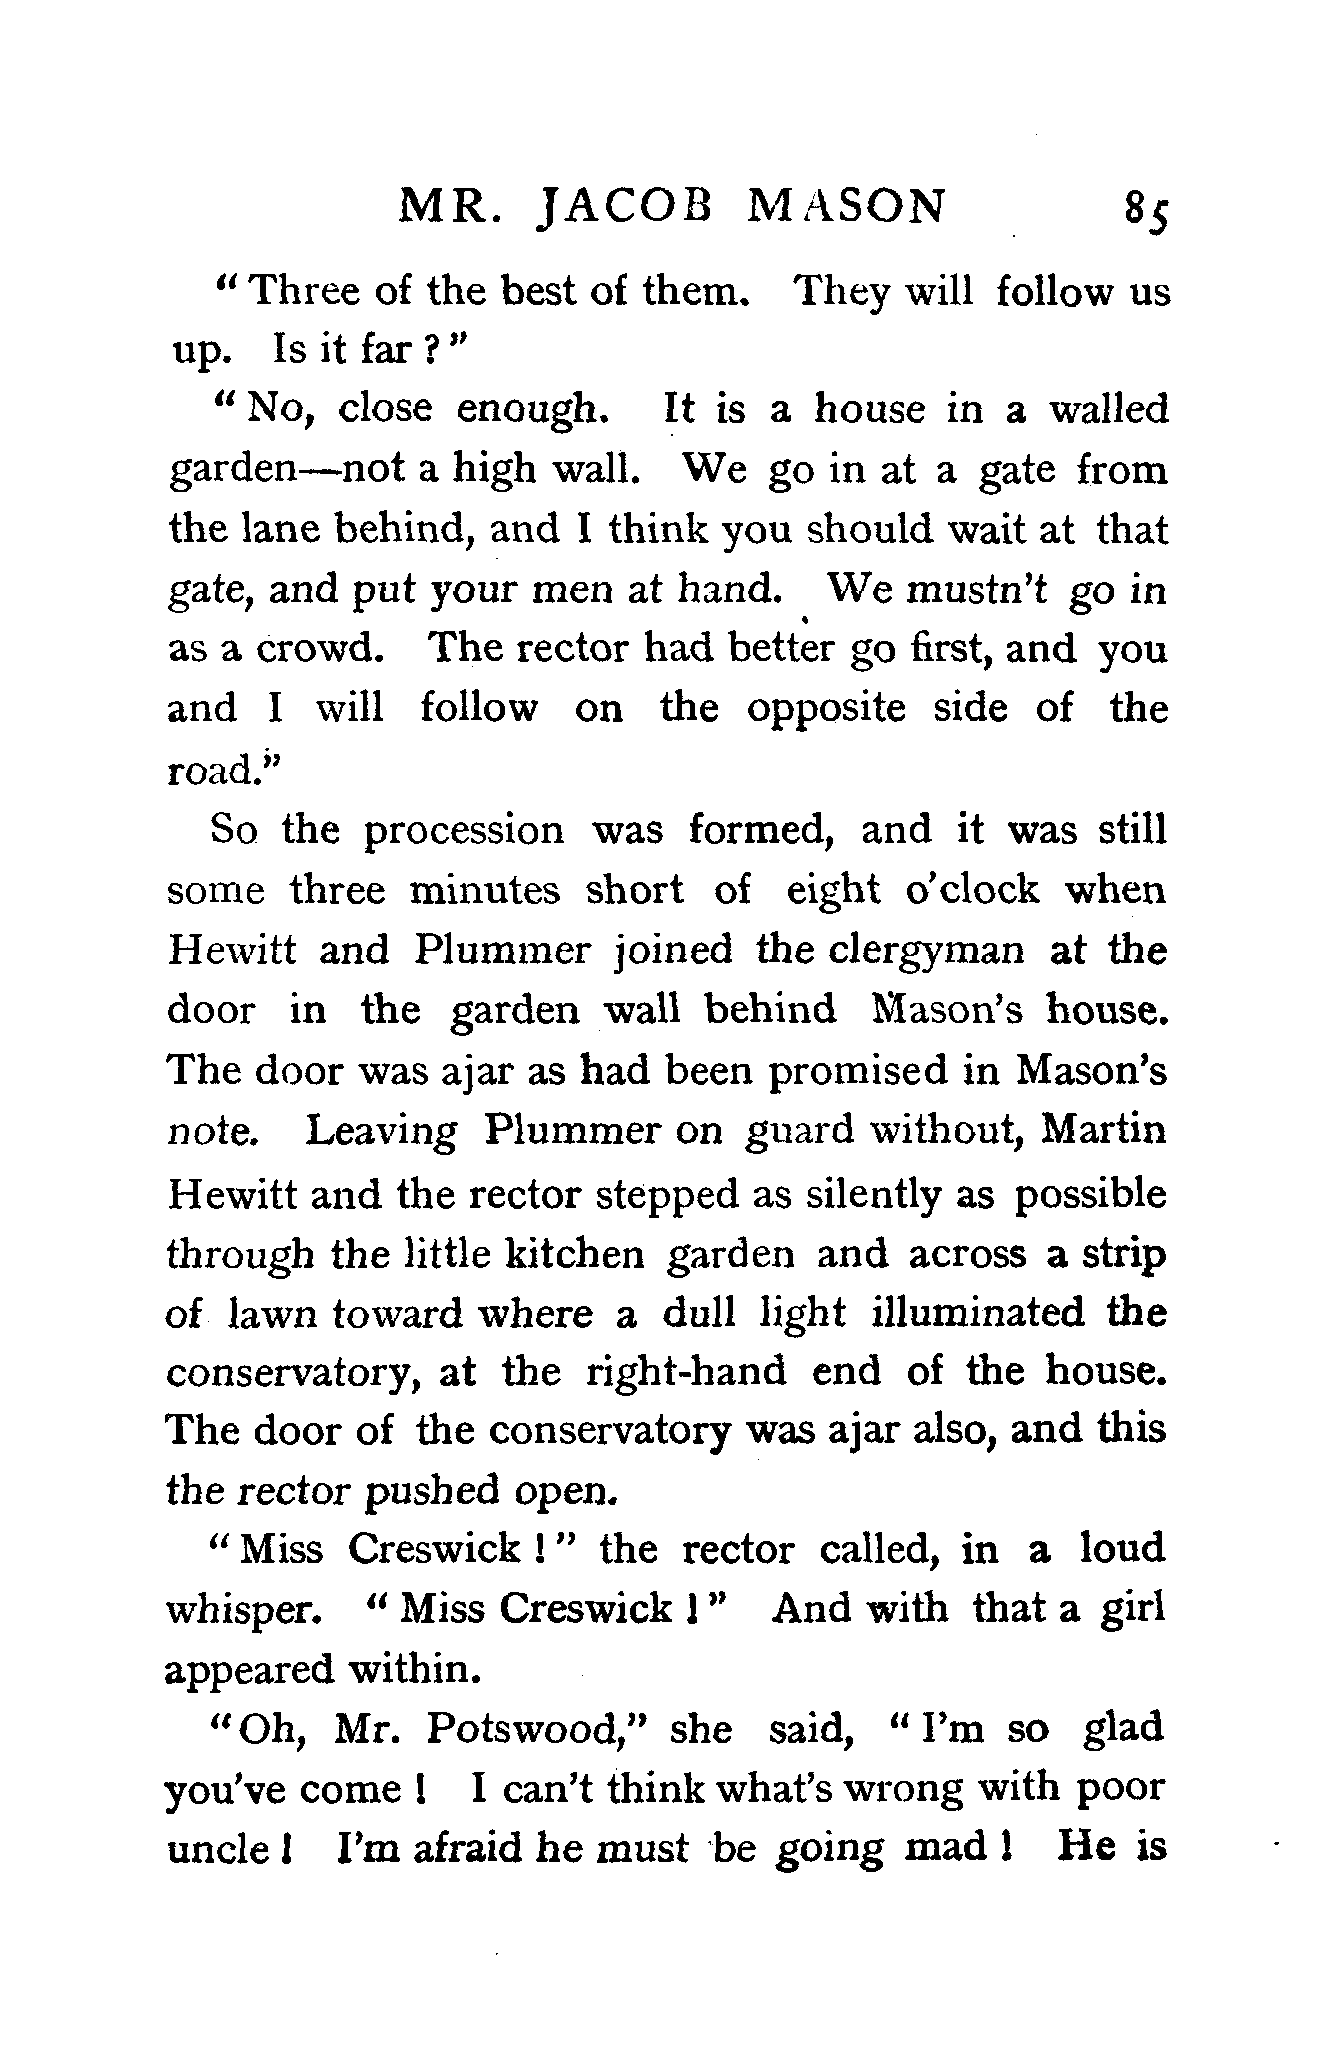 MR. JACOB MASON 85
"Three of the best of them. They will follow us
up. Is it far?"
"No, close enough. It is a house in a walled
garden—not a high wall. We go in at a gate from
the lane behind, and I think you should wait at that
gate, and put your men at hand. We mustn't go in
as a crowd. The rector had better go first, and you
and I will follow on the opposite side of the
road."
So the procession was formed, and it was still
some three minutes short of eight o'clock when
Hewitt and Plummer joined the clergyman at the
door in the garden wall behind Mason's house.
The door was ajar as had been promised in Mason's
note. Leaving Plummer on guard without, Martin
Hewitt and the rector stepped as silently as possible
through the little kitchen garden and across a strip
of lawn toward where a dull light illuminated the
conservatory, at the right-hand end of the house.
The door of the conservatory was ajar also, and this
the rector pushed open.
"Miss Creswick!" the rector called, in a loud
whisper. "Miss Creswick!" And with that a girl
appeared within.
"Oh, Mr. Potswood," she said, "I'm so glad
you've come! I can't think what's wrong with poor
uncle! I'm afraid he must be going mad! He is